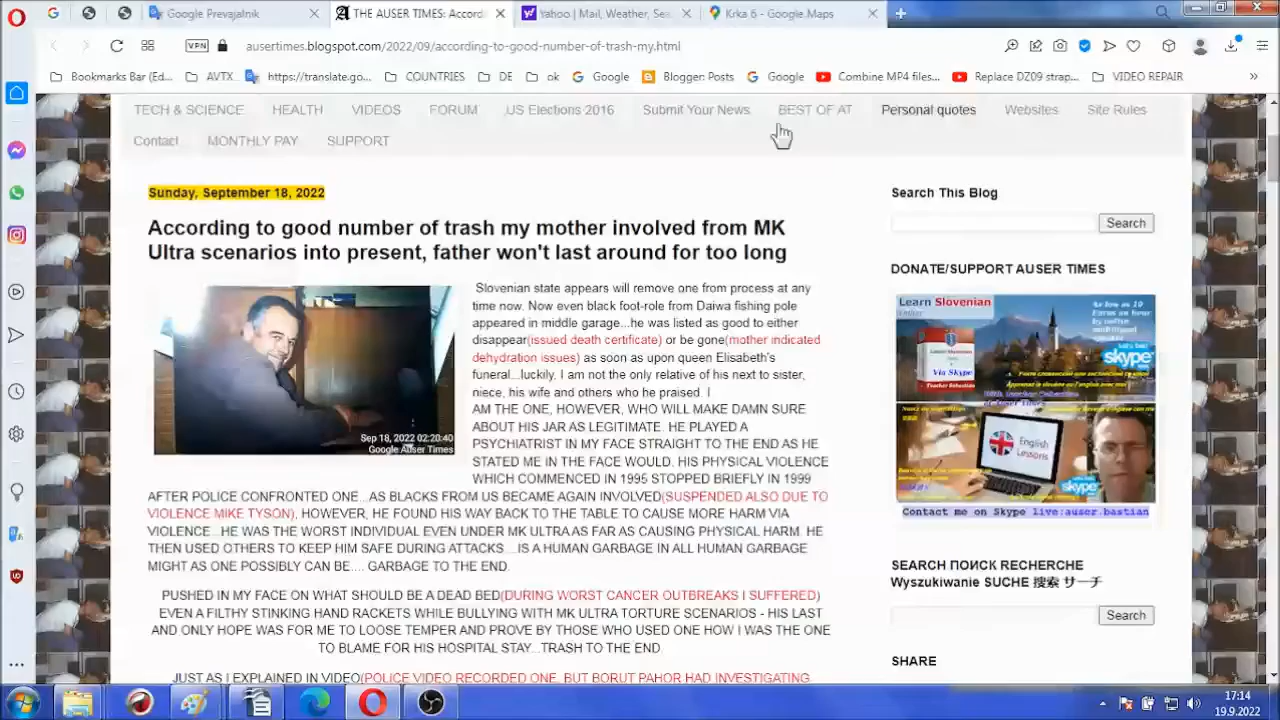 Google Prevajalnik
THE AUSER TIMES: Accord
Yahoo | Mail, Weather, Sea
Krka 6 - Google Maps
VPN
ausertimes.blogspot.com/2022/09/according-to-good-number-of-trash-my.html
Bookmarks Bar (Ed...
AVTX
https://translate.go...
COUNTRIES
DE
ok
Google
Blogger: Posts
Google
Combine MP4 files...
Replace DZ09 strap...
VIDEO REPAIR
TECH & SCIENCE
HEALTH
VIDEOS
FORUM
US Elections 2016
Submit Your News
BEST OF AT
Personal quotes
Websites
Site Rules
Contact
MONTHLY PAY
SUPPORT
Sunday, September 18, 2022
According to good number of trash my mother involved from MK
Ultra scenarios into present, father won't last around for too long
Slovenian state appears will remove one from process at any
time now. Now even black foot-role from Daiwa fishing pole
appeared in middle garage...he was listed as good to either
disappear(issued death certificate) or be gone(mother indicated
dehydration issues) as soon as upon queen Elisabeth's
funeral...luckily, I am not the only relative of his next to sister,
niece, his wife and others who he praised. I
AM THE ONE, HOWEVER, WHO WILL MAKE DAMN SURE
ABOUT HIS JAR AS LEGITIMATE. HE PLAYED A
PSYCHIATRIST IN MY FACE STRAIGHT TO THE END AS HE
STATED ME IN THE FACE WOULD. HIS PHYSICAL VIOLENCE
WHICH COMMENCED IN 1995 STOPPED BRIEFLY IN 1999
AFTER POLICE CONFRONTED ONE...AS BLACKS FROM US BECAME AGAIN INVOLVED(SUSPENDED ALSO DUE TO
VIOLENCE MIKE TYSON), HOWEVER, HE FOUND HIS WAY BACK TO THE TABLE TO CAUSE MORE HARM VIA
VIOLENCE...HE WAS THE WORST INDIVIDUAL EVEN UNDER MK ULTRA AS FAR AS CAUSING PHYSICAL HARM. HE
THEN USED OTHERS TO KEEP HIM SAFE DURING ATTACKS....IS A HUMAN GARBAGE IN ALL HUMAN GARBAGE
MIGHT AS ONE POSSIBLY CAN BE.... GARBAGE TO THE END.
PUSHED IN MY FACE ON WHAT SHOULD BE A DEAD BED(DURING WORST CANCER OUTBREAKS I SUFFERED)
EVEN A FILTHY STINKING HAND RACKETS WHILE BULLYING WITH MK ULTRA TORTURE SCENARIOS - HIS LAST
AND ONLY HOPE WAS FOR ME TO LOOSE TEMPER AND PROVE BY THOSE WHO USED ONE HOW I WAS THE ONE
TO BLAME FOR HIS HOSPITAL STAY...TRASH TO THE END.
JUST AS I EXPLAINED IN VIDEO(POLICE VIDEO RECORDED ONE, BUT BORUT PAHOR HAD INVESTIGATING
Sep 18, 2022 02:20:40
Google Auser Times
Search This Blog
Search
DONATE/SUPPORT AUSER TIMES
Learn Slovenian
Via Skype
skype
English
Lessons
skype
Contact me on Skype live:auser.bastian
SEARCH ПОИСК RECHERCHE
Wyszukiwanie SUCHE 搜索 サーチ
Search
SHARE
17:14
19.9.2022